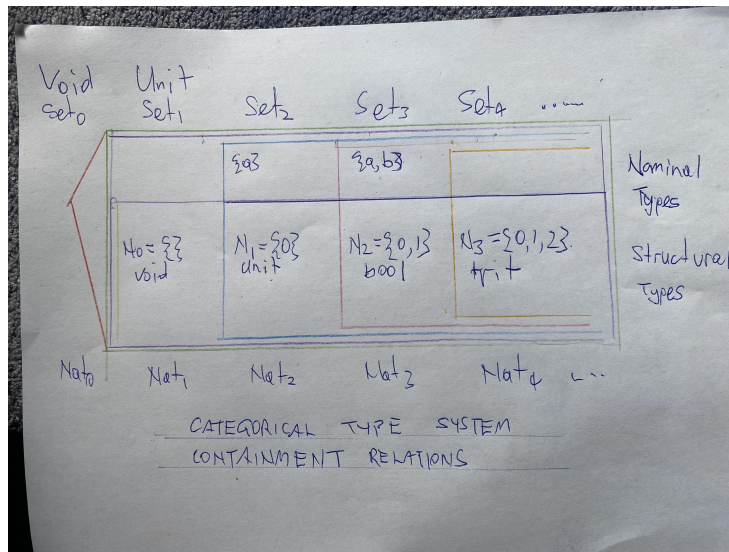 Void Unit
Set₀ Set₁ Set₂ Set₃ Set₄ .....
{a} {a,b}
Nominal
Types
N₀ = {} N₁ = {0} N₂ = {0,1} N₃ = {0,1,2}
void unit bool trit
Structural
Types
Nat₀ Nat₁ Nat₂ Nat₃ Nat₄ ...
CATEGORICAL TYPE SYSTEM
CONTAINMENT RELATIONS